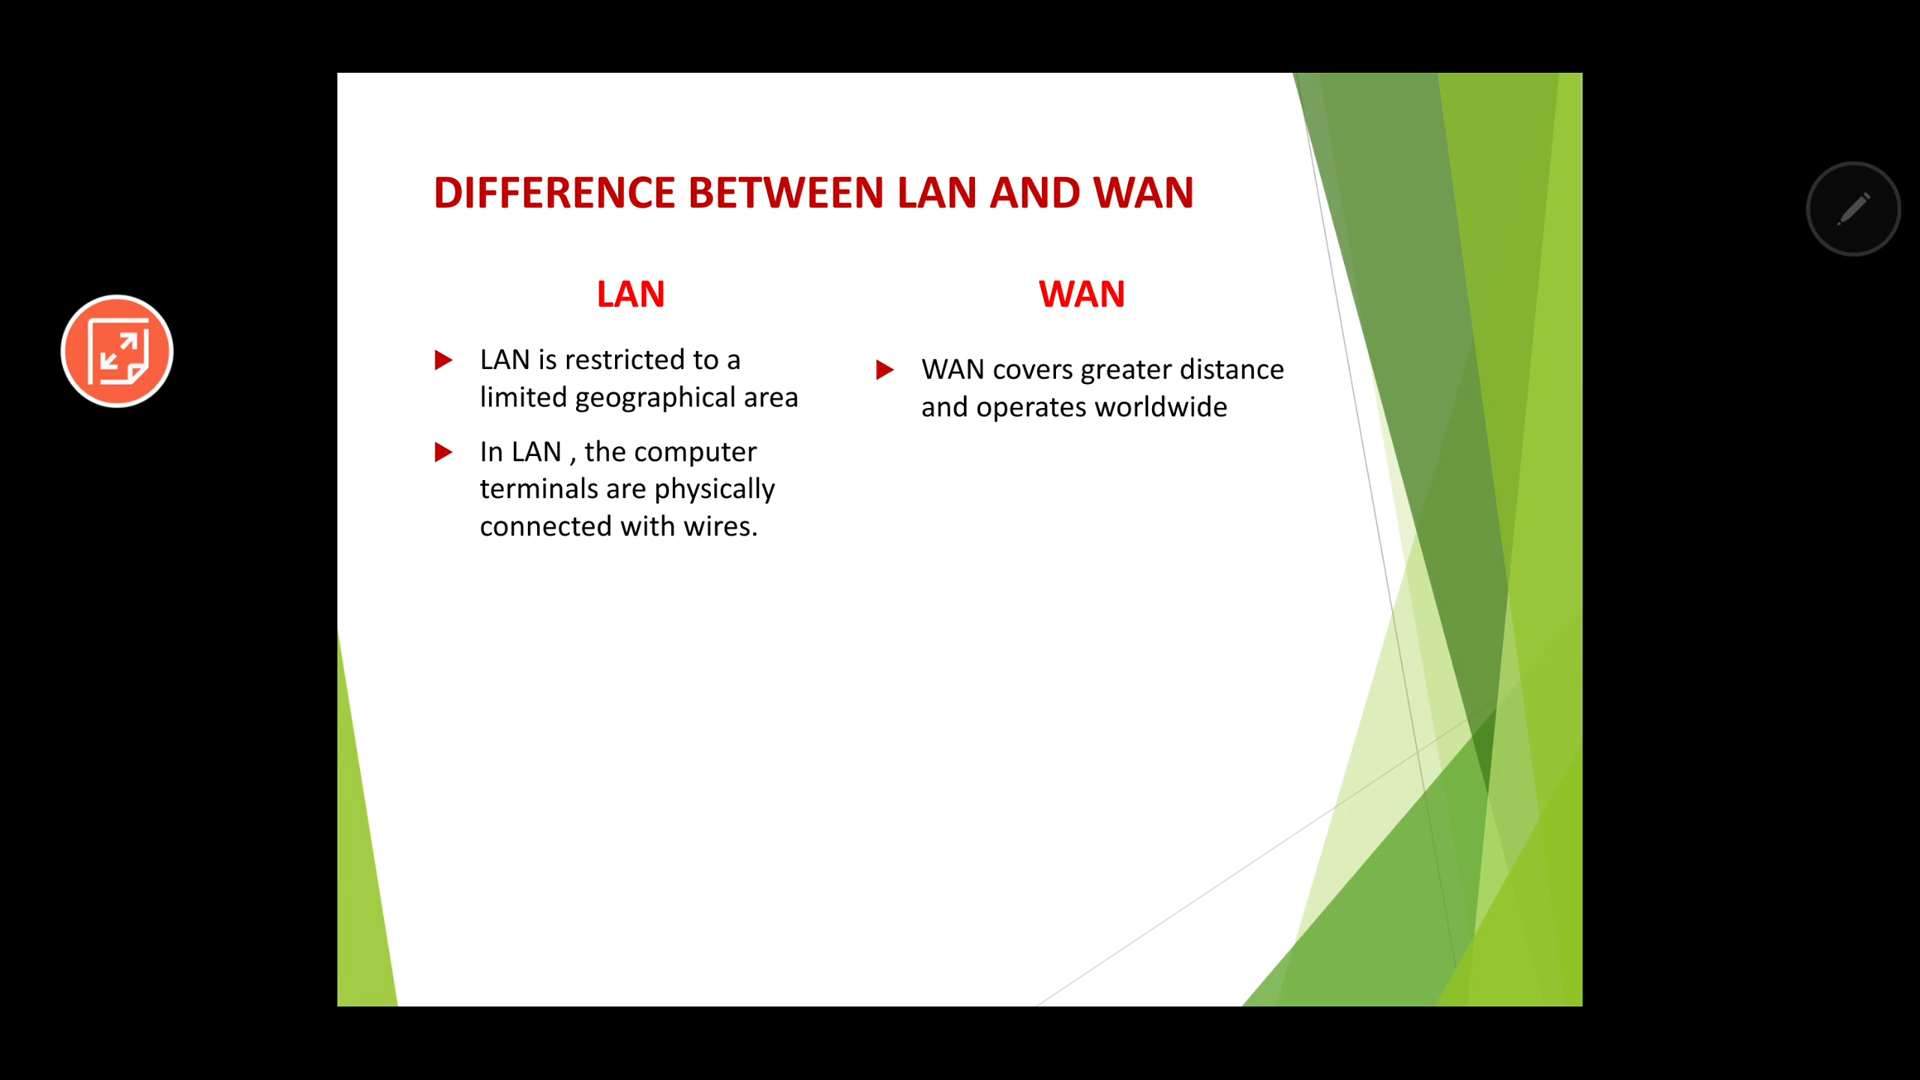 DIFFERENCE BETWEEN LAN AND WAN
LAN
LAN is restricted to a
limited geographical area
In LAN , the computer
terminals are physically
connected with wires.
WAN
WAN covers greater distance
and operates worldwide